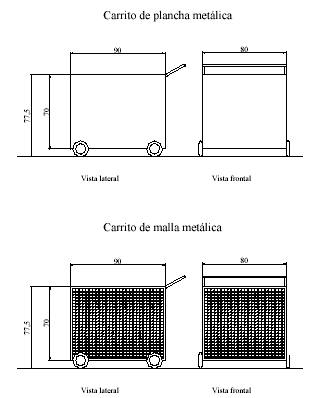 Carrito de plancha metálica
90
80
77,5
70
Vista lateral
Vista frontal
Carrito de malla metálica
90
80
77,5
70
Vista lateral
Vista frontal